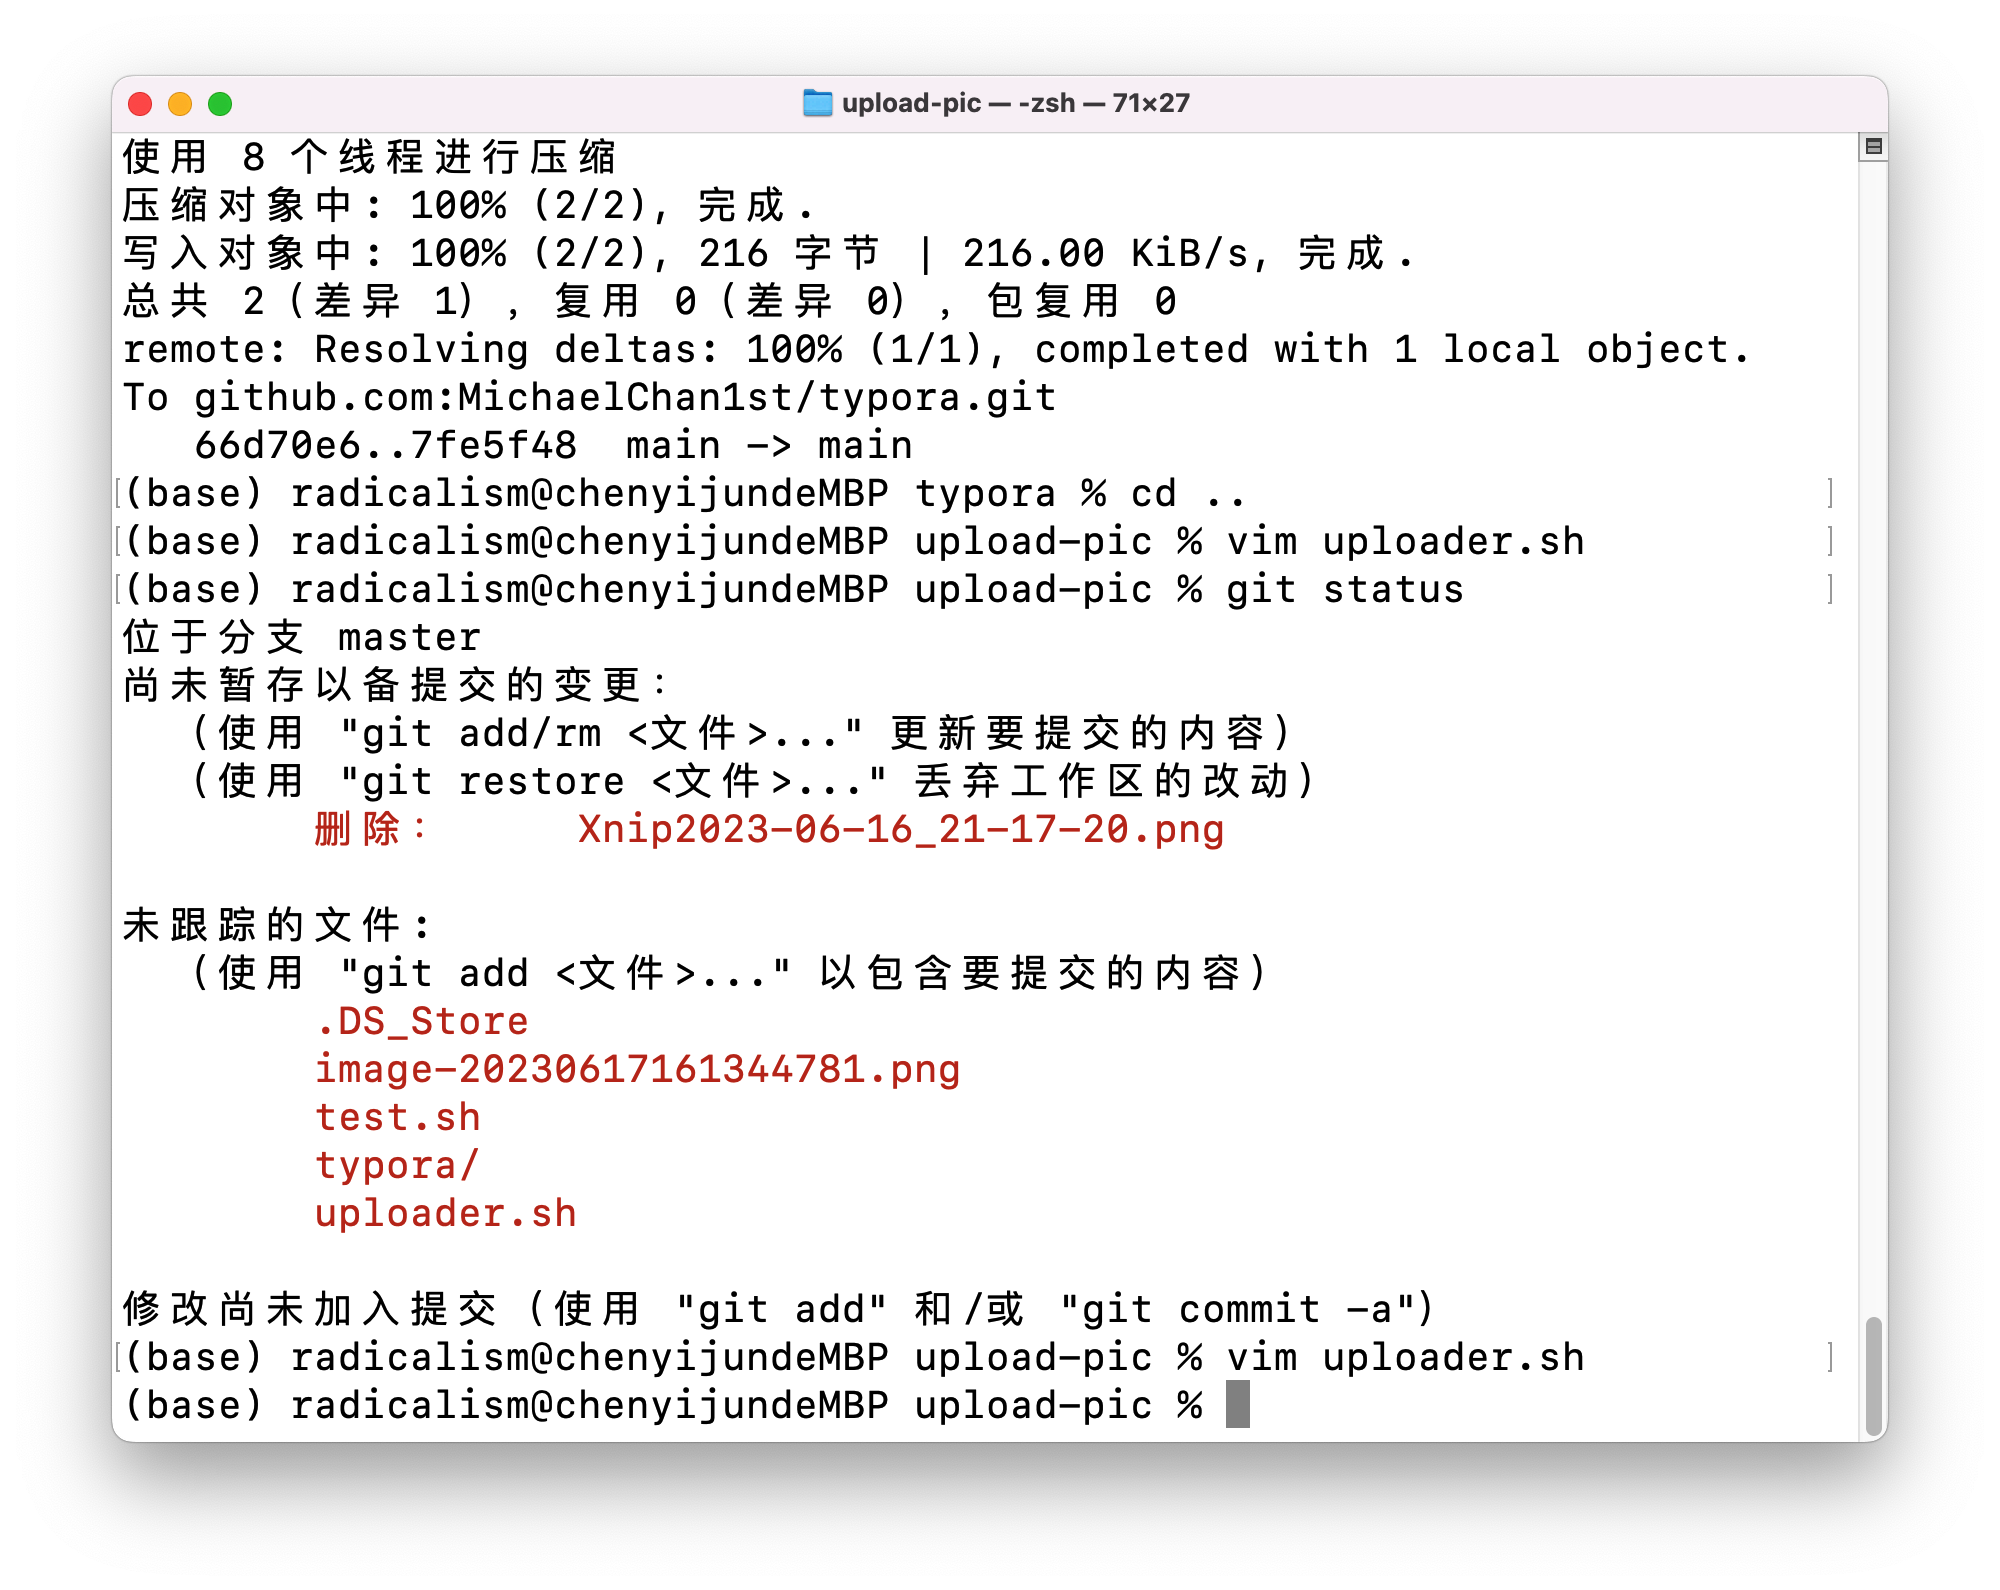 upload-pic — -zsh — 71×27
使用 8 个线程进行压缩
压缩对象中: 100% (2/2), 完成.
写入对象中: 100% (2/2), 216 字节 | 216.00 KiB/s, 完成.
总共 2（差异 1），复用 0（差异 0），包复用 0
remote: Resolving deltas: 100% (1/1), completed with 1 local object.
To github.com:MichaelChan1st/typora.git
   66d70e6..7fe5f48  main -> main
[(base) radicalism@chenyijundeMBP typora % cd .. ]
[(base) radicalism@chenyijundeMBP upload-pic % vim uploader.sh ]
[(base) radicalism@chenyijundeMBP upload-pic % git status ]
位于分支 master
尚未暂存以备提交的变更：
  （使用 "git add/rm <文件>..." 更新要提交的内容）
  （使用 "git restore <文件>..." 丢弃工作区的改动）
        删除：     Xnip2023-06-16_21-17-20.png
未跟踪的文件:
  （使用 "git add <文件>..." 以包含要提交的内容）
        .DS_Store
        image-20230617161344781.png
        test.sh
        typora/
        uploader.sh
修改尚未加入提交（使用 "git add" 和/或 "git commit -a"）
[(base) radicalism@chenyijundeMBP upload-pic % vim uploader.sh ]
(base) radicalism@chenyijundeMBP upload-pic %